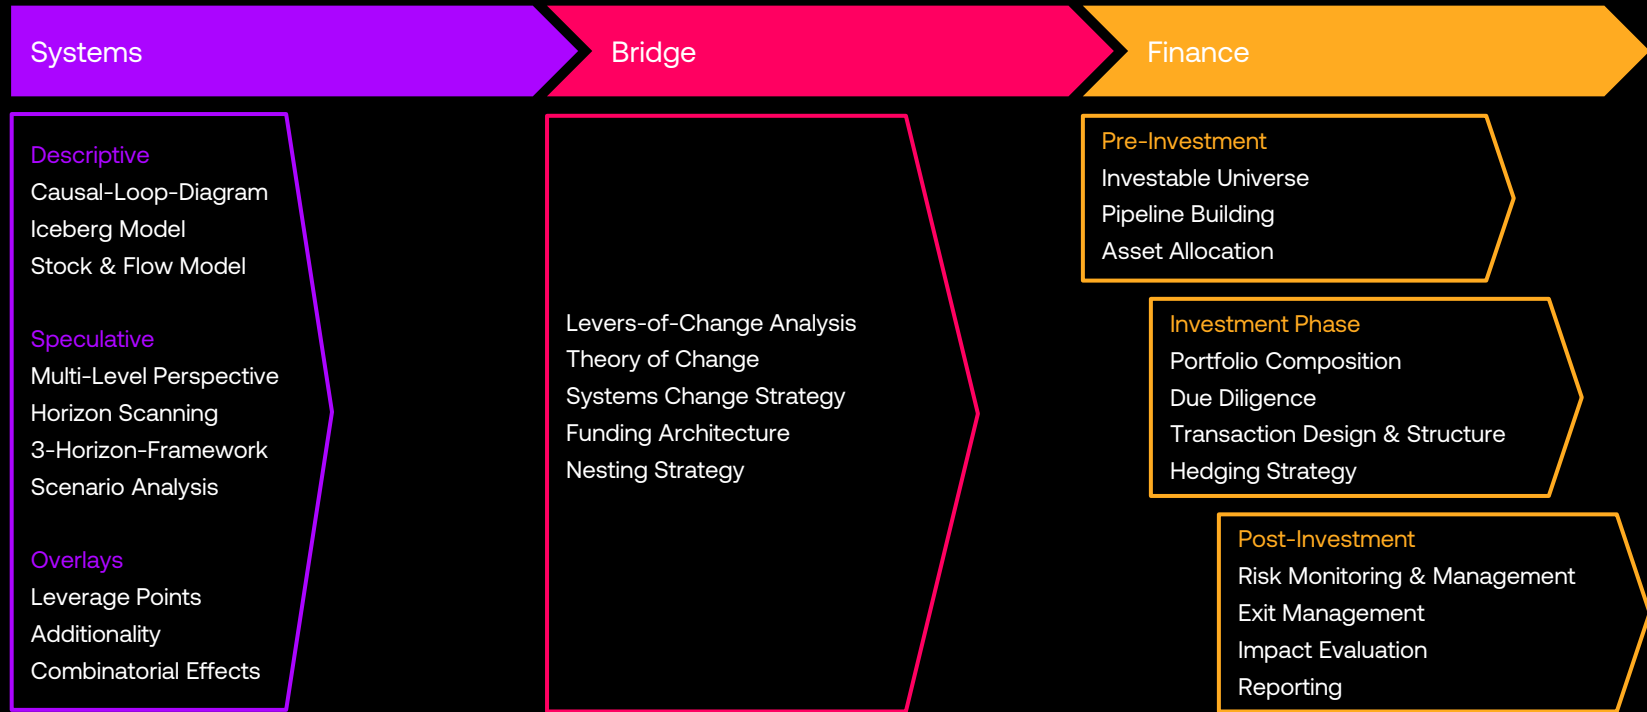 Systems
Bridge
Finance
Descriptive
Causal-Loop-Diagram
Iceberg Model
Stock & Flow Model
Speculative
Multi-Level Perspective
Horizon Scanning
3-Horizon-Framework
Scenario Analysis
Overlays
Leverage Points
Additionality
Combinatorial Effects
Levers-of-Change Analysis
Theory of Change
Systems Change Strategy
Funding Architecture
Nesting Strategy
Pre-Investment
Investable Universe
Pipeline Building
Asset Allocation
Investment Phase
Portfolio Composition
Due Diligence
Transaction Design & Structure
Hedging Strategy
Post-Investment
Risk Monitoring & Management
Exit Management
Impact Evaluation
Reporting